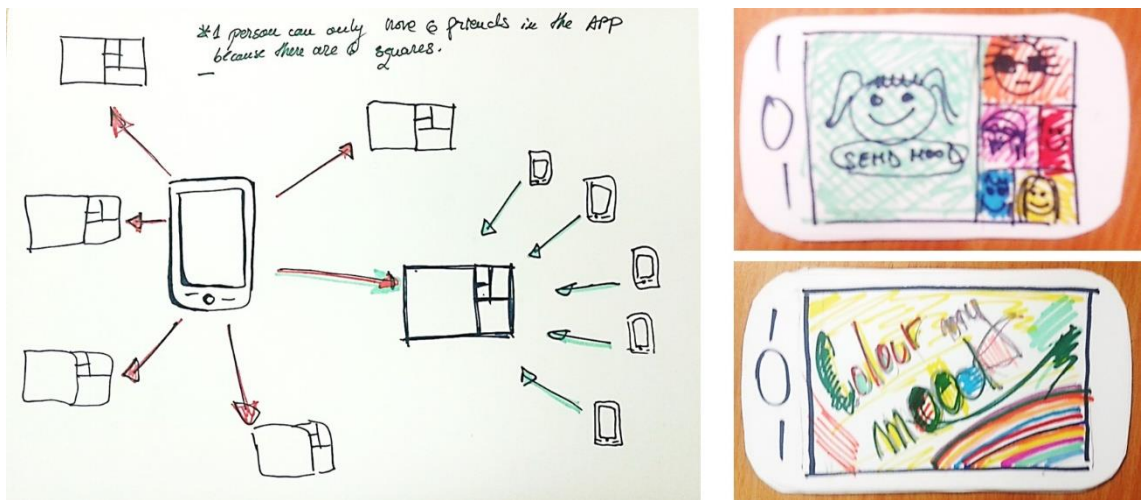 *1 person can only have 6 friends in the APP
because there are 6 squares.
SEND MOOD
Colour my
mood